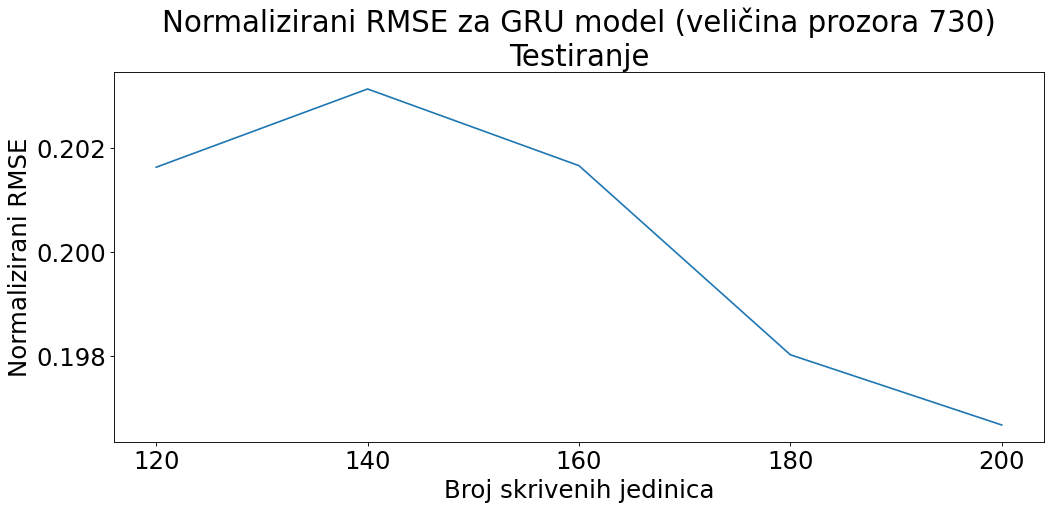 Normalizirani RMSE za GRU model (veličina prozora 730)
Testiranje
Normalizirani RMSE
0.202
0.200
0.198
120
140
160
180
200
Broj skrivenih jedinica